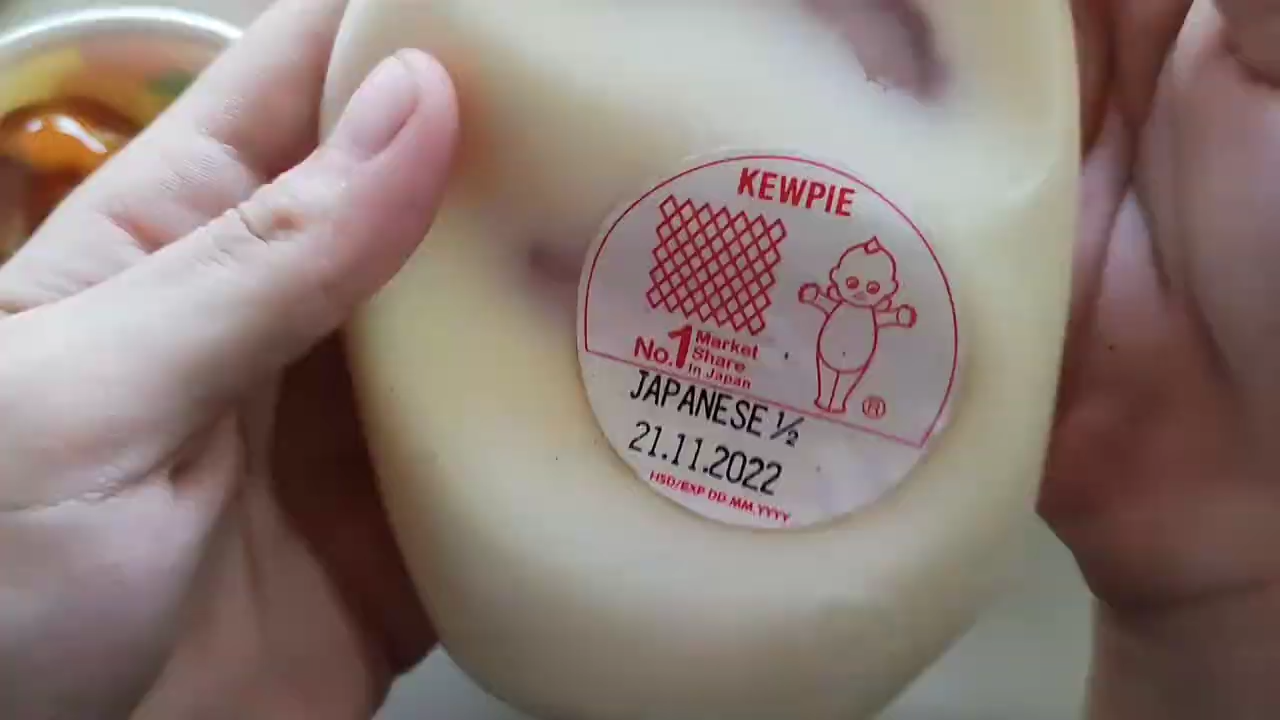 KEWPIE
No.1 Market
Share
In Japan
®
JAPANESE ½
21.11.2022
HSD/EXP DD.MM.YYYY